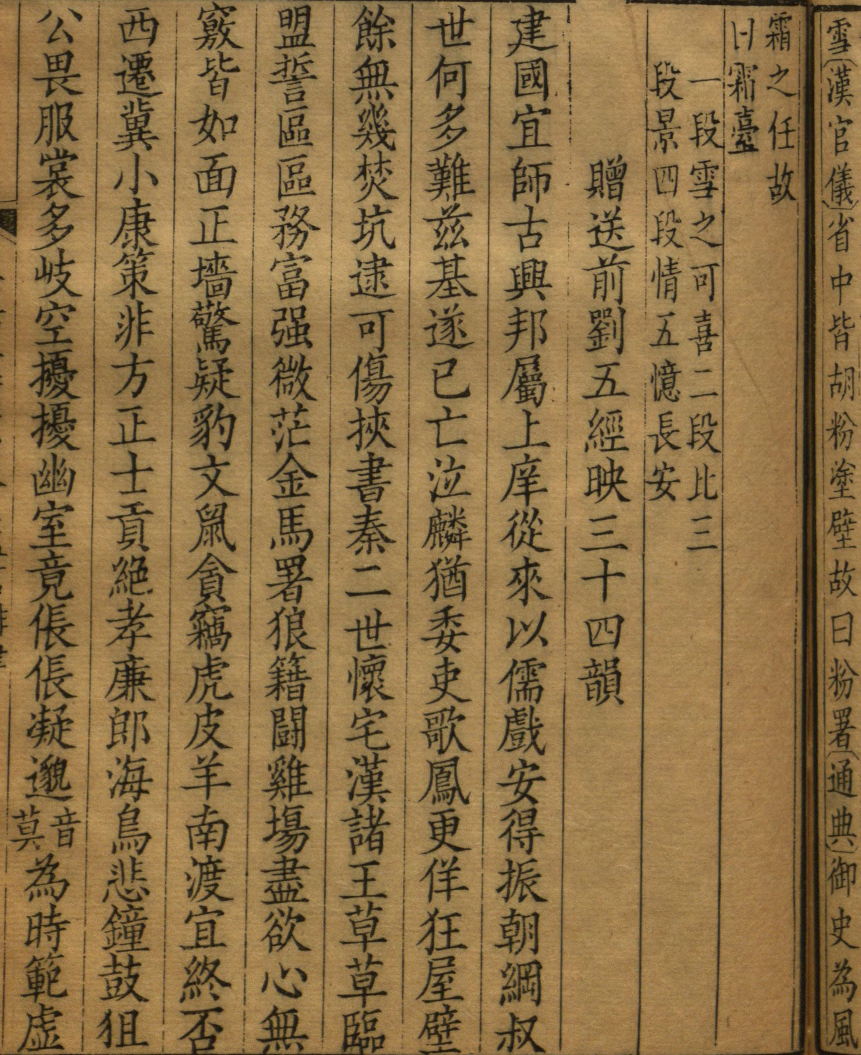 雪漢官儀省中皆胡粉塗壁故曰粉署通典御史為風
霜之任故
曰霜臺
一段雪之可喜二段比三
段景四段情五憶長安
贈送前劉五經映三十四韻
建國宜師古興邦屬上庠從來以儒戲安得振朝綱叔
世何多難茲基遂已亡泣麟猶委吏歌鳳更佯狂屋壁
餘無幾焚坑逮可傷挾書秦二世懷宅漢諸王草草臨
盟誓區區務富强微茫金馬署狼籍鬬雞場盡欲心無
竅皆如面正墻驚疑豹文鼠貪竊虎皮羊南渡宜終否
西遷冀小康策非方正士貢絕孝廉郎海鳥悲鐘鼓狙
公畏服裳多岐空擾擾幽室竟倀倀凝邈音莫為時範虛